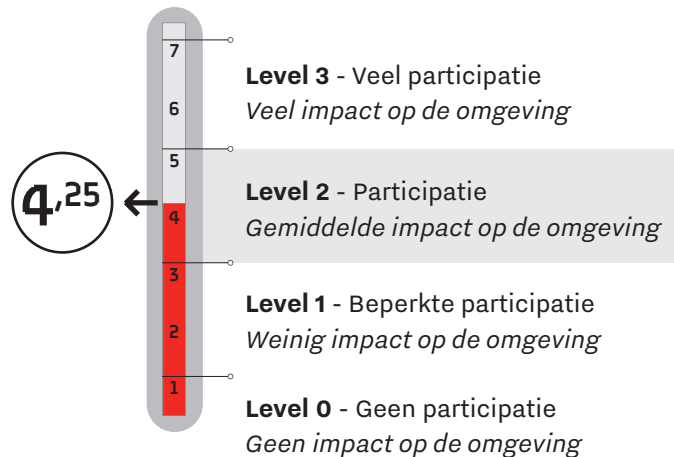 7
Level 3 - Veel participatie
6
Veel impact op de omgeving
5
4,25
4
Level 2 - Participatie
Gemiddelde impact op de omgeving
3
Level 1 - Beperkte participatie
2
Weinig impact op de omgeving
1
Level 0 - Geen participatie
Geen impact op de omgeving